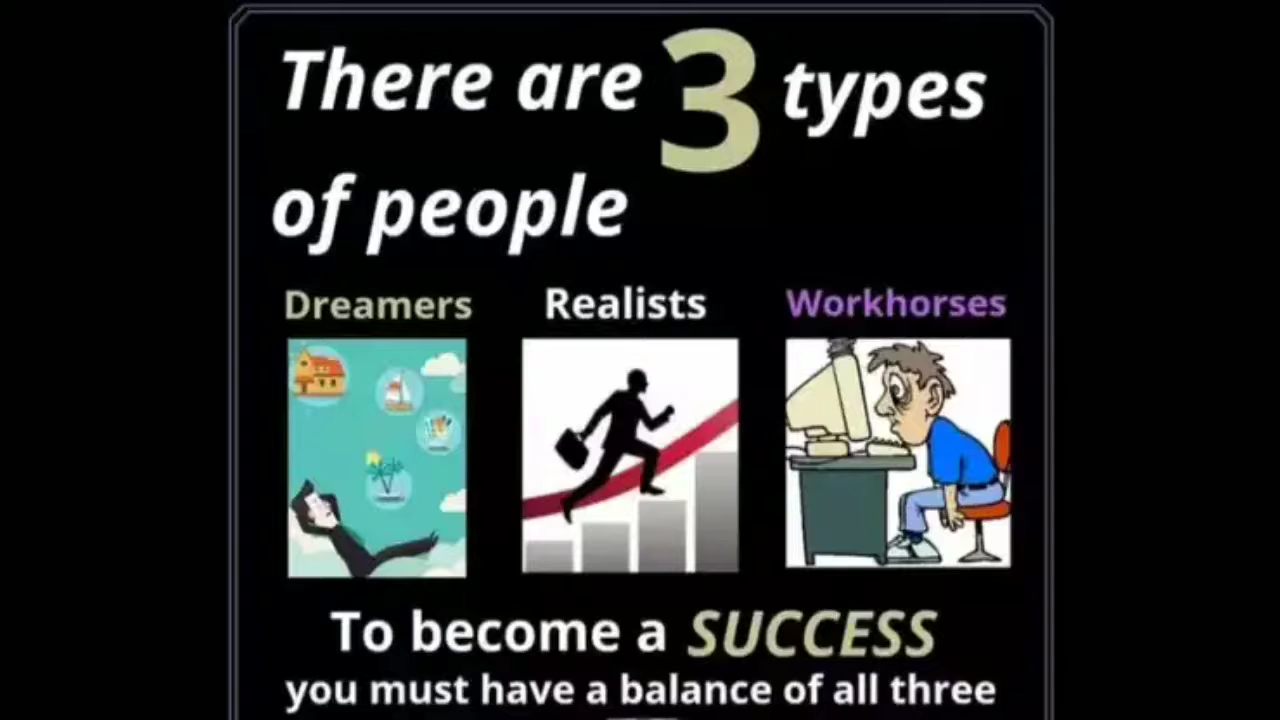 There are 3 types
of people
Dreamers Realists Workhorses
To become a SUCCESS
you must have a balance of all three